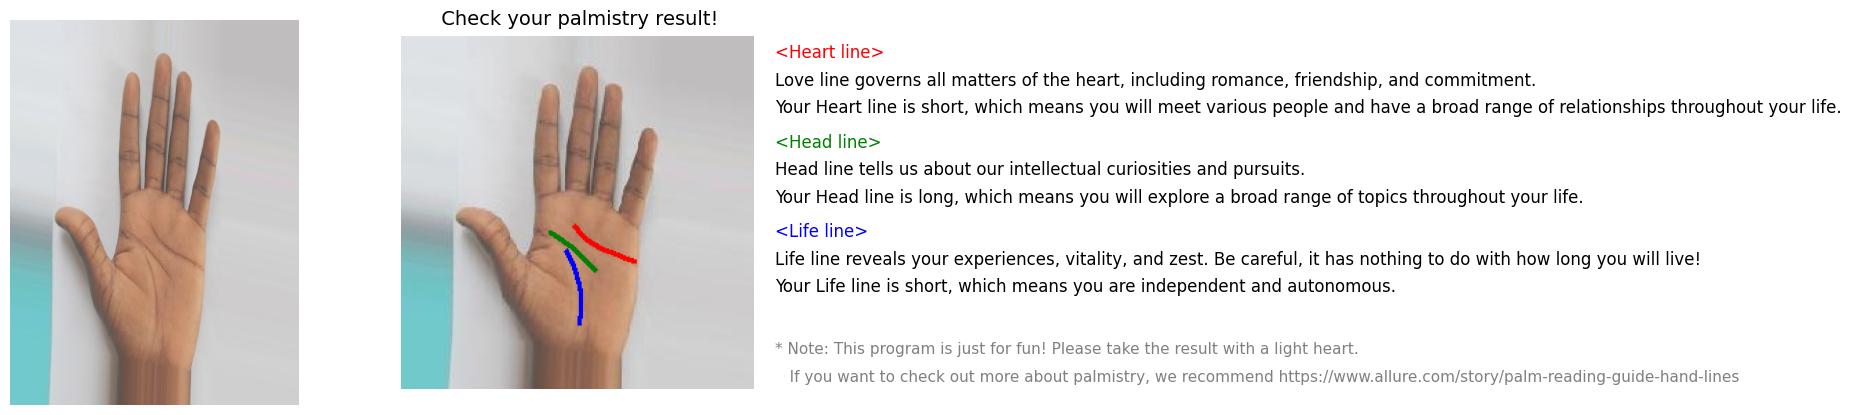 Check your palmistry result!
<Heart line>
Love line governs all matters of the heart, including romance, friendship, and commitment.
Your Heart line is short, which means you will meet various people and have a broad range of relationships throughout your life.
<Head line>
Head line tells us about our intellectual curiosities and pursuits.
Your Head line is long, which means you will explore a broad range of topics throughout your life.
<Life line>
Life line reveals your experiences, vitality, and zest. Be careful, it has nothing to do with how long you will live!
Your Life line is short, which means you are independent and autonomous.
* Note: This program is just for fun! Please take the result with a light heart.
If you want to check out more about palmistry, we recommend https://www.allure.com/story/palm-reading-guide-hand-lines